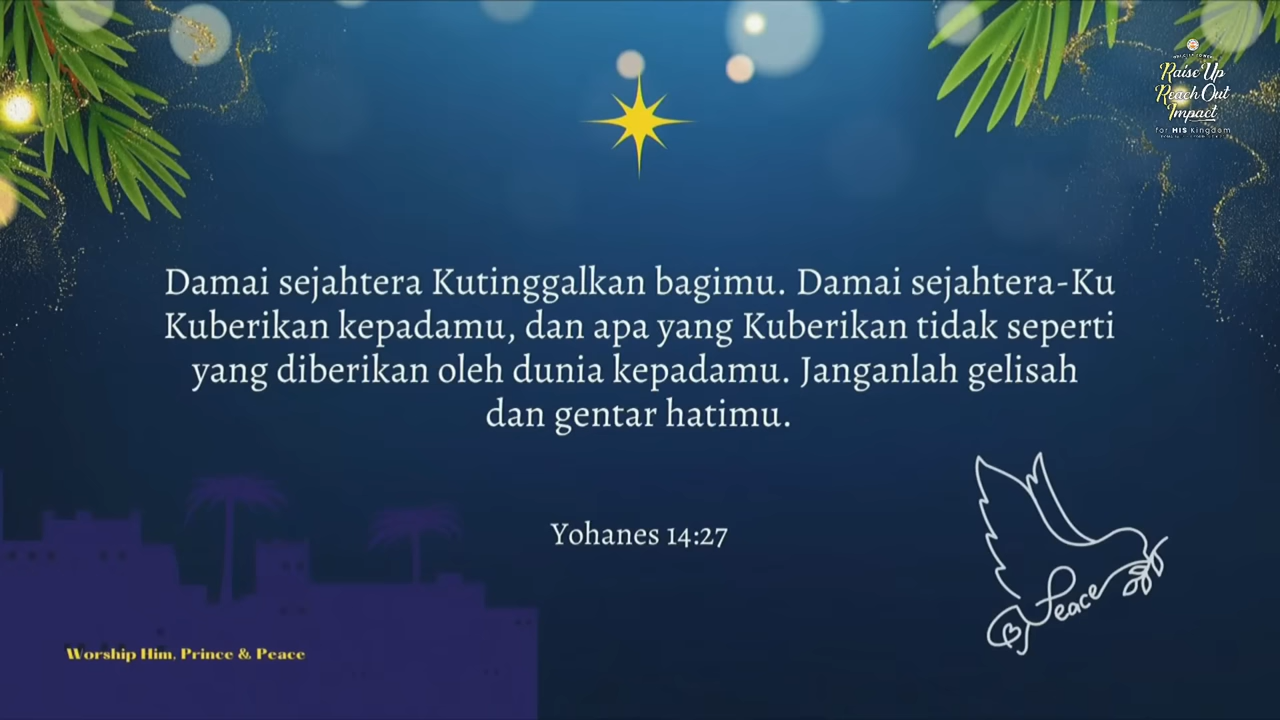 Raise Up
Reach Out
Impact
for HIS Kingdom
Damai sejahtera Kutinggalkan bagimu. Damai sejahtera-Ku
Kuberikan kepadamu, dan apa yang Kuberikan tidak seperti
yang diberikan oleh dunia kepadamu. Janganlah gelisah
dan gentar hatimu.
Yohanes 14:27
Peace
Worship Him, Prince & Peace